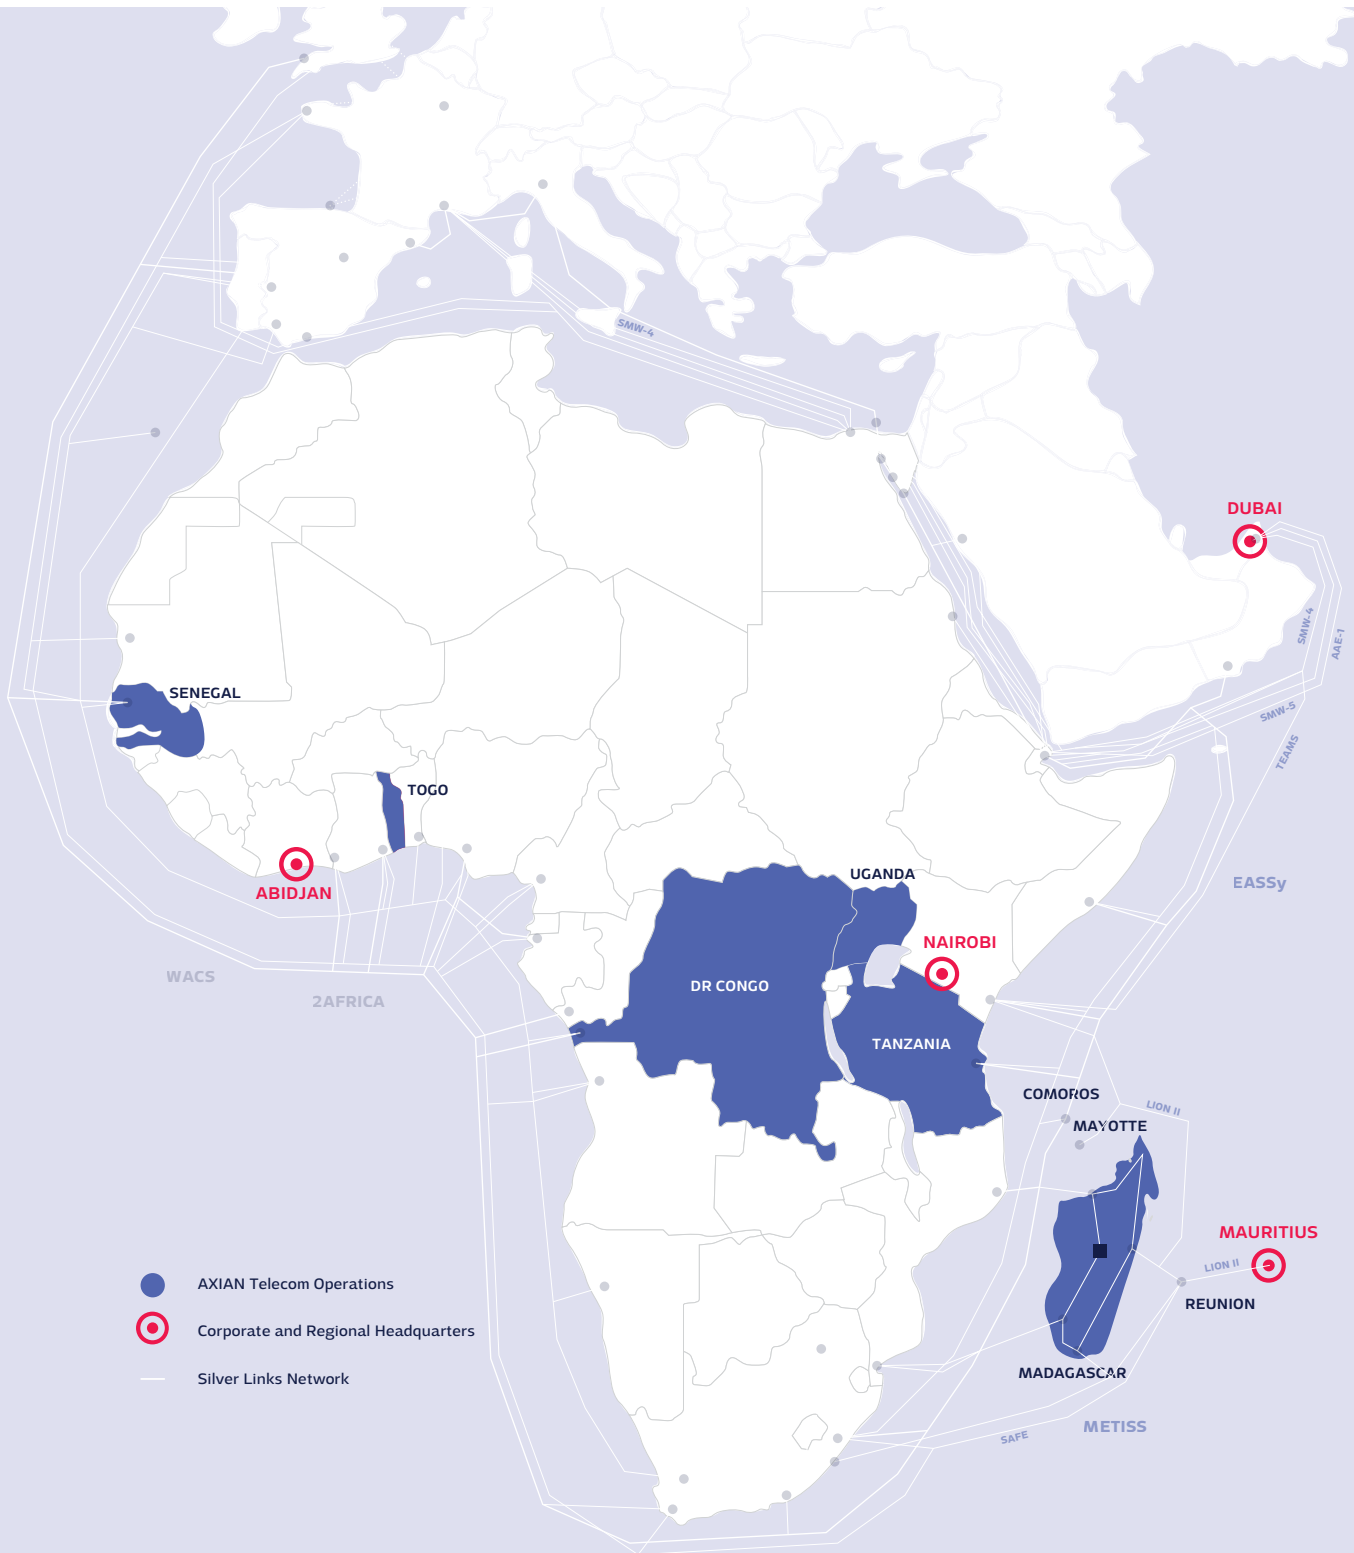 SMW-4
DUBAI
SMW-4
AAE-1
SENEGAL
SMW-5
TEAMS
TOGO
UGANDA
EASSy
ABIDJAN
NAIROBI
WACS
DR CONGO
2AFRICA
TANZANIA
COMOROS
LION II
MAYOTTE
MAURITIUS
LION II
AXIAN Telecom Operations
REUNION
Corporate and Regional Headquarters
MADAGASCAR
Silver Links Network
METISS
SAFE